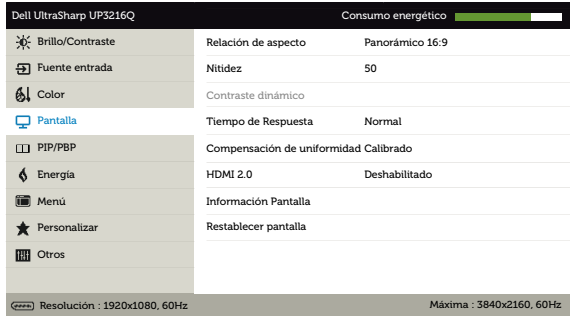 Dell UltraSharp UP3216Q
Consumo energético
Brillo/Contraste
Fuente entrada
Color
Pantalla
PIP/PBP
Energía
Menú
Personalizar
Otros
Relación de aspecto Panorámico 16:9
Nitidez 50
Contraste dinámico
Tiempo de Respuesta Normal
Compensación de uniformidad Calibrado
HDMI 2.0 Deshabilitado
Información Pantalla
Restablecer pantalla
Resolución : 1920x1080, 60Hz
Máxima : 3840x2160, 60Hz